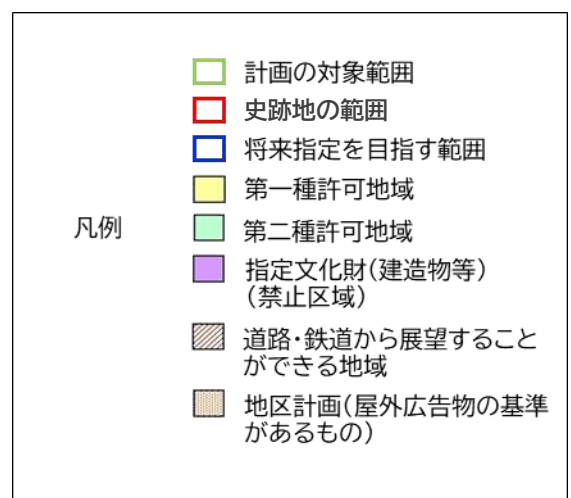 計画の対象範囲
史跡地の範囲
将来指定を目指す範囲
第一種許可地域
凡例
第二種許可地域
指定文化財(建造物等)
(禁止区域)
道路・鉄道から展望すること
ができる地域
地区計画(屋外広告物の基準
があるもの)